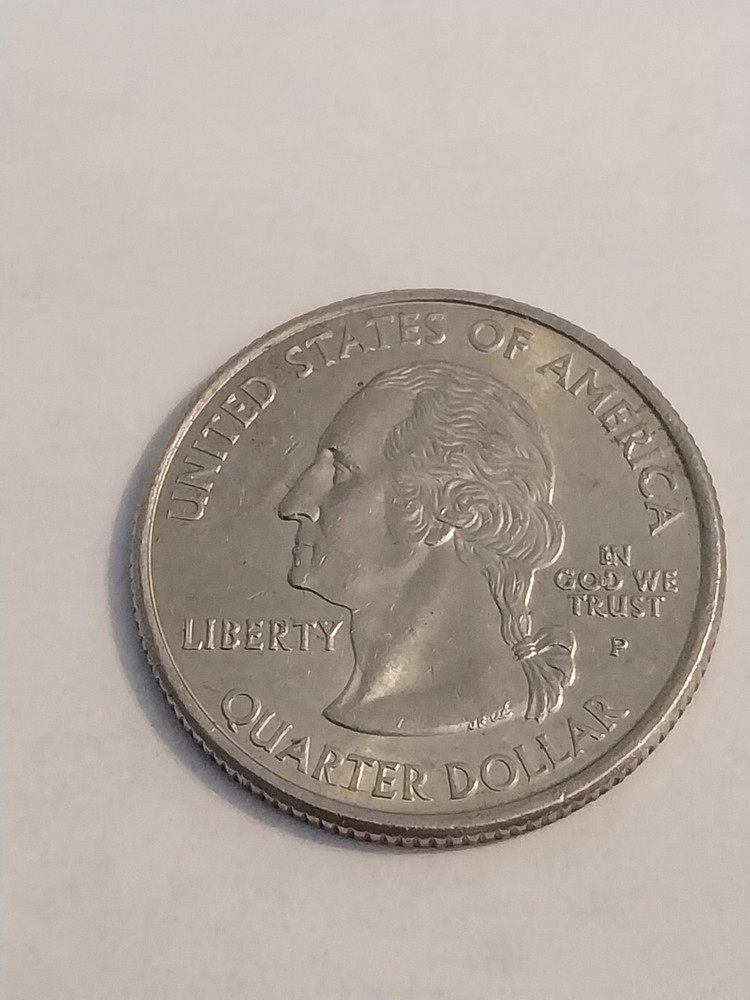 UNITED STATES OF AMERICA
IN
GOD WE
TRUST
LIBERTY
P
QUARTER DOLLAR